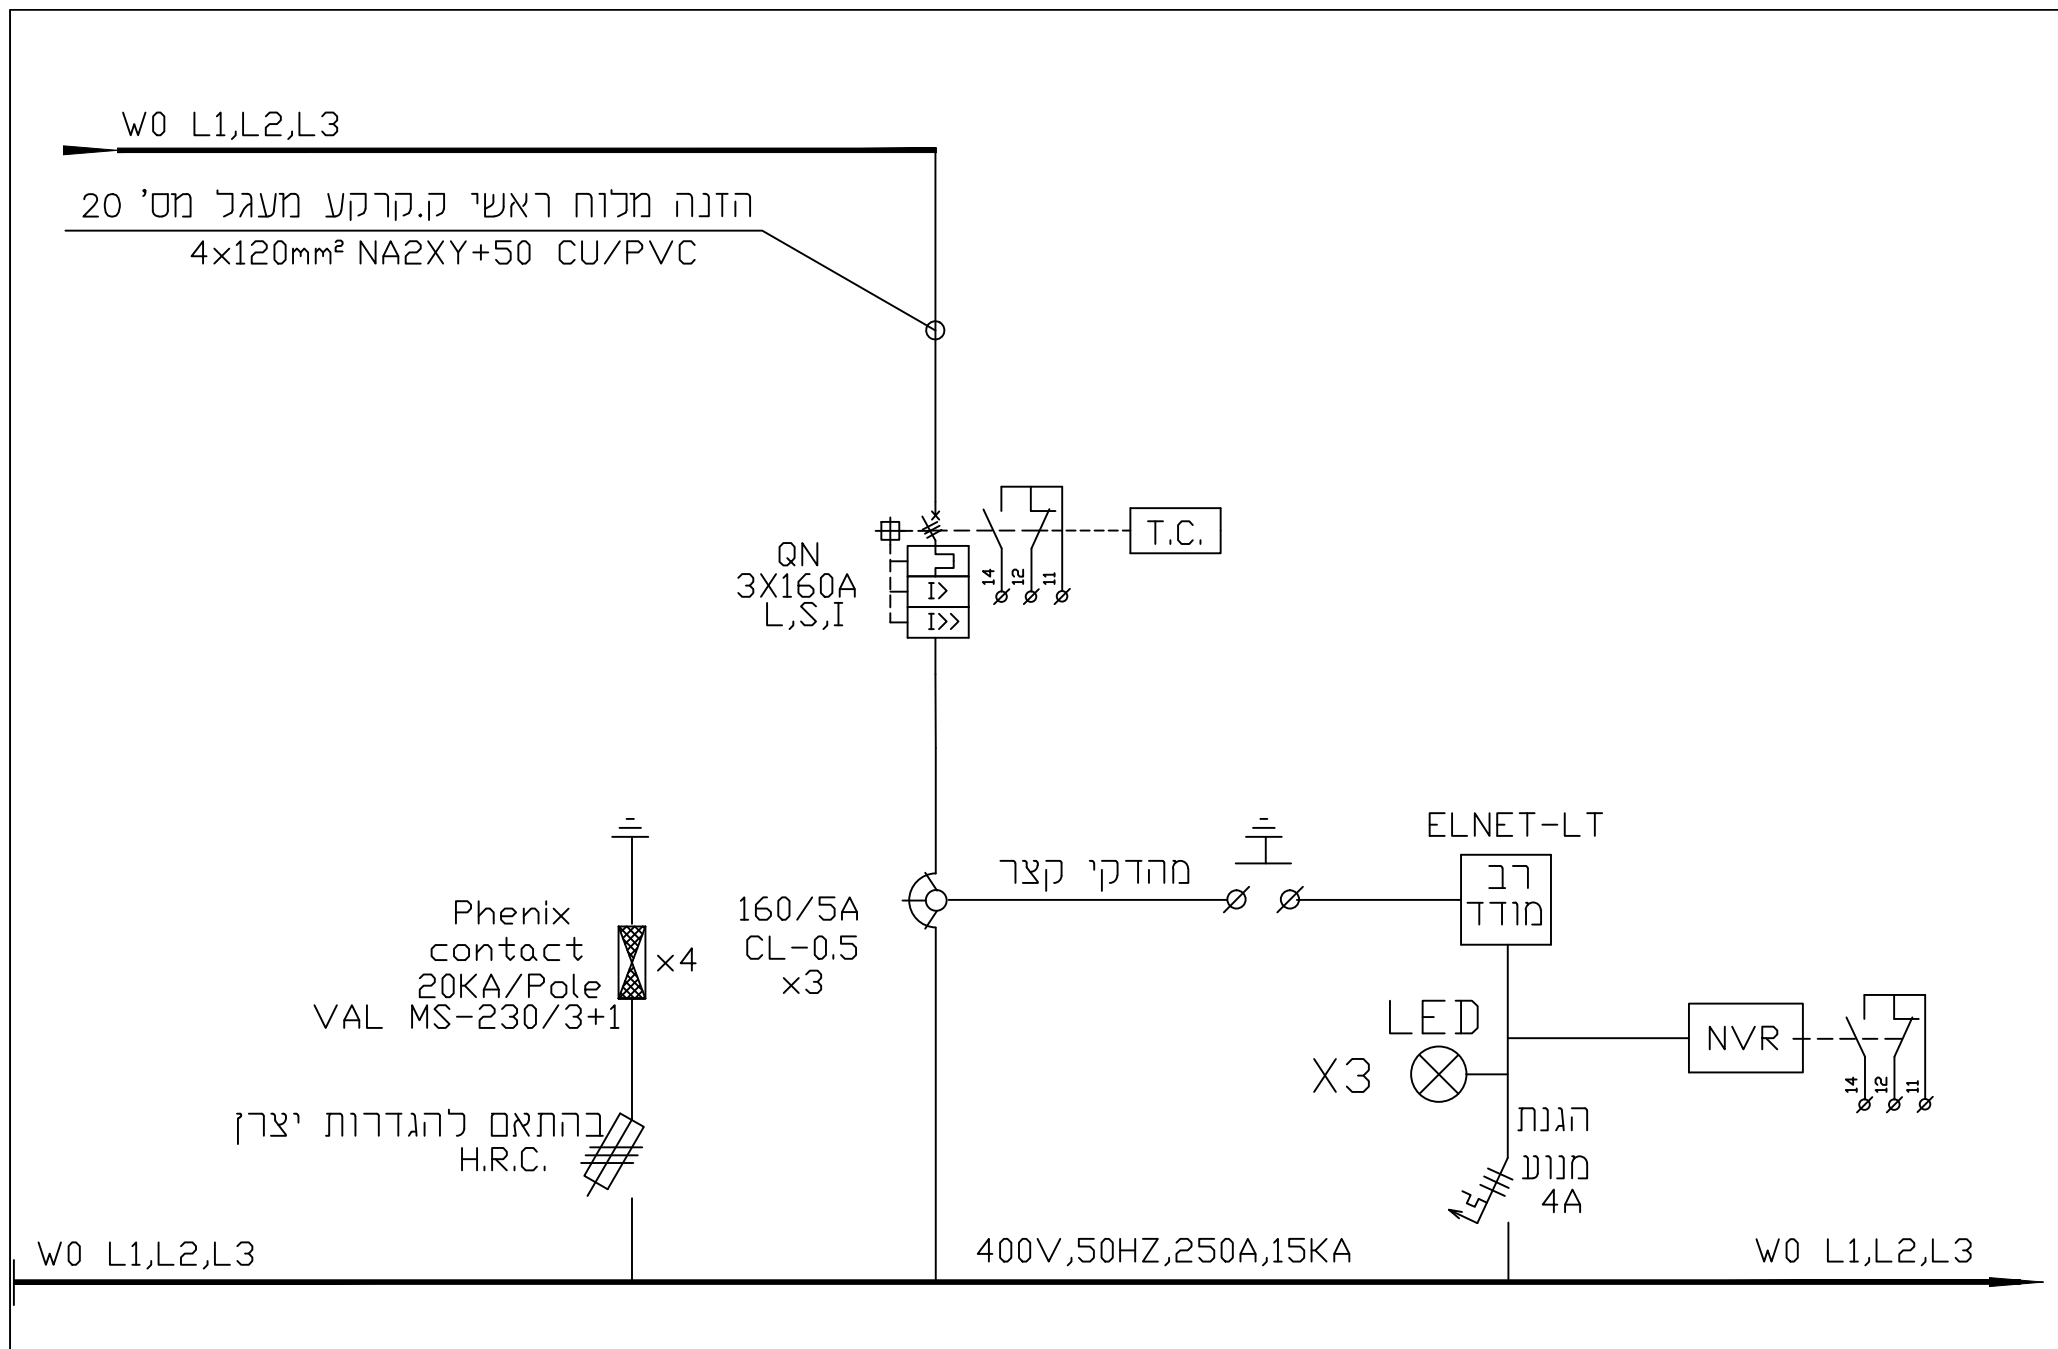 W0 L1,L2,L3
הזנה מלוח ראשי ק.קרקע מעגל מס' 20
4x120mm² NA2XY+50 CU/PVC
T.C.
QN
3X160A
L,S,I
I>
I>>
14 12 11
ELNET-LT
רב
מודד
מהדקי קצר
160/5A
CL-0.5
x3
Phenix
contact
20KA/Pole
VAL MS-230/3+1
x4
LED
X3
NVR
14 12 11
בהתאם להגדרות יצרן
H.R.C.
הגנת
מנוע
4A
W0 L1,L2,L3
400V,50HZ,250A,15KA
W0 L1,L2,L3